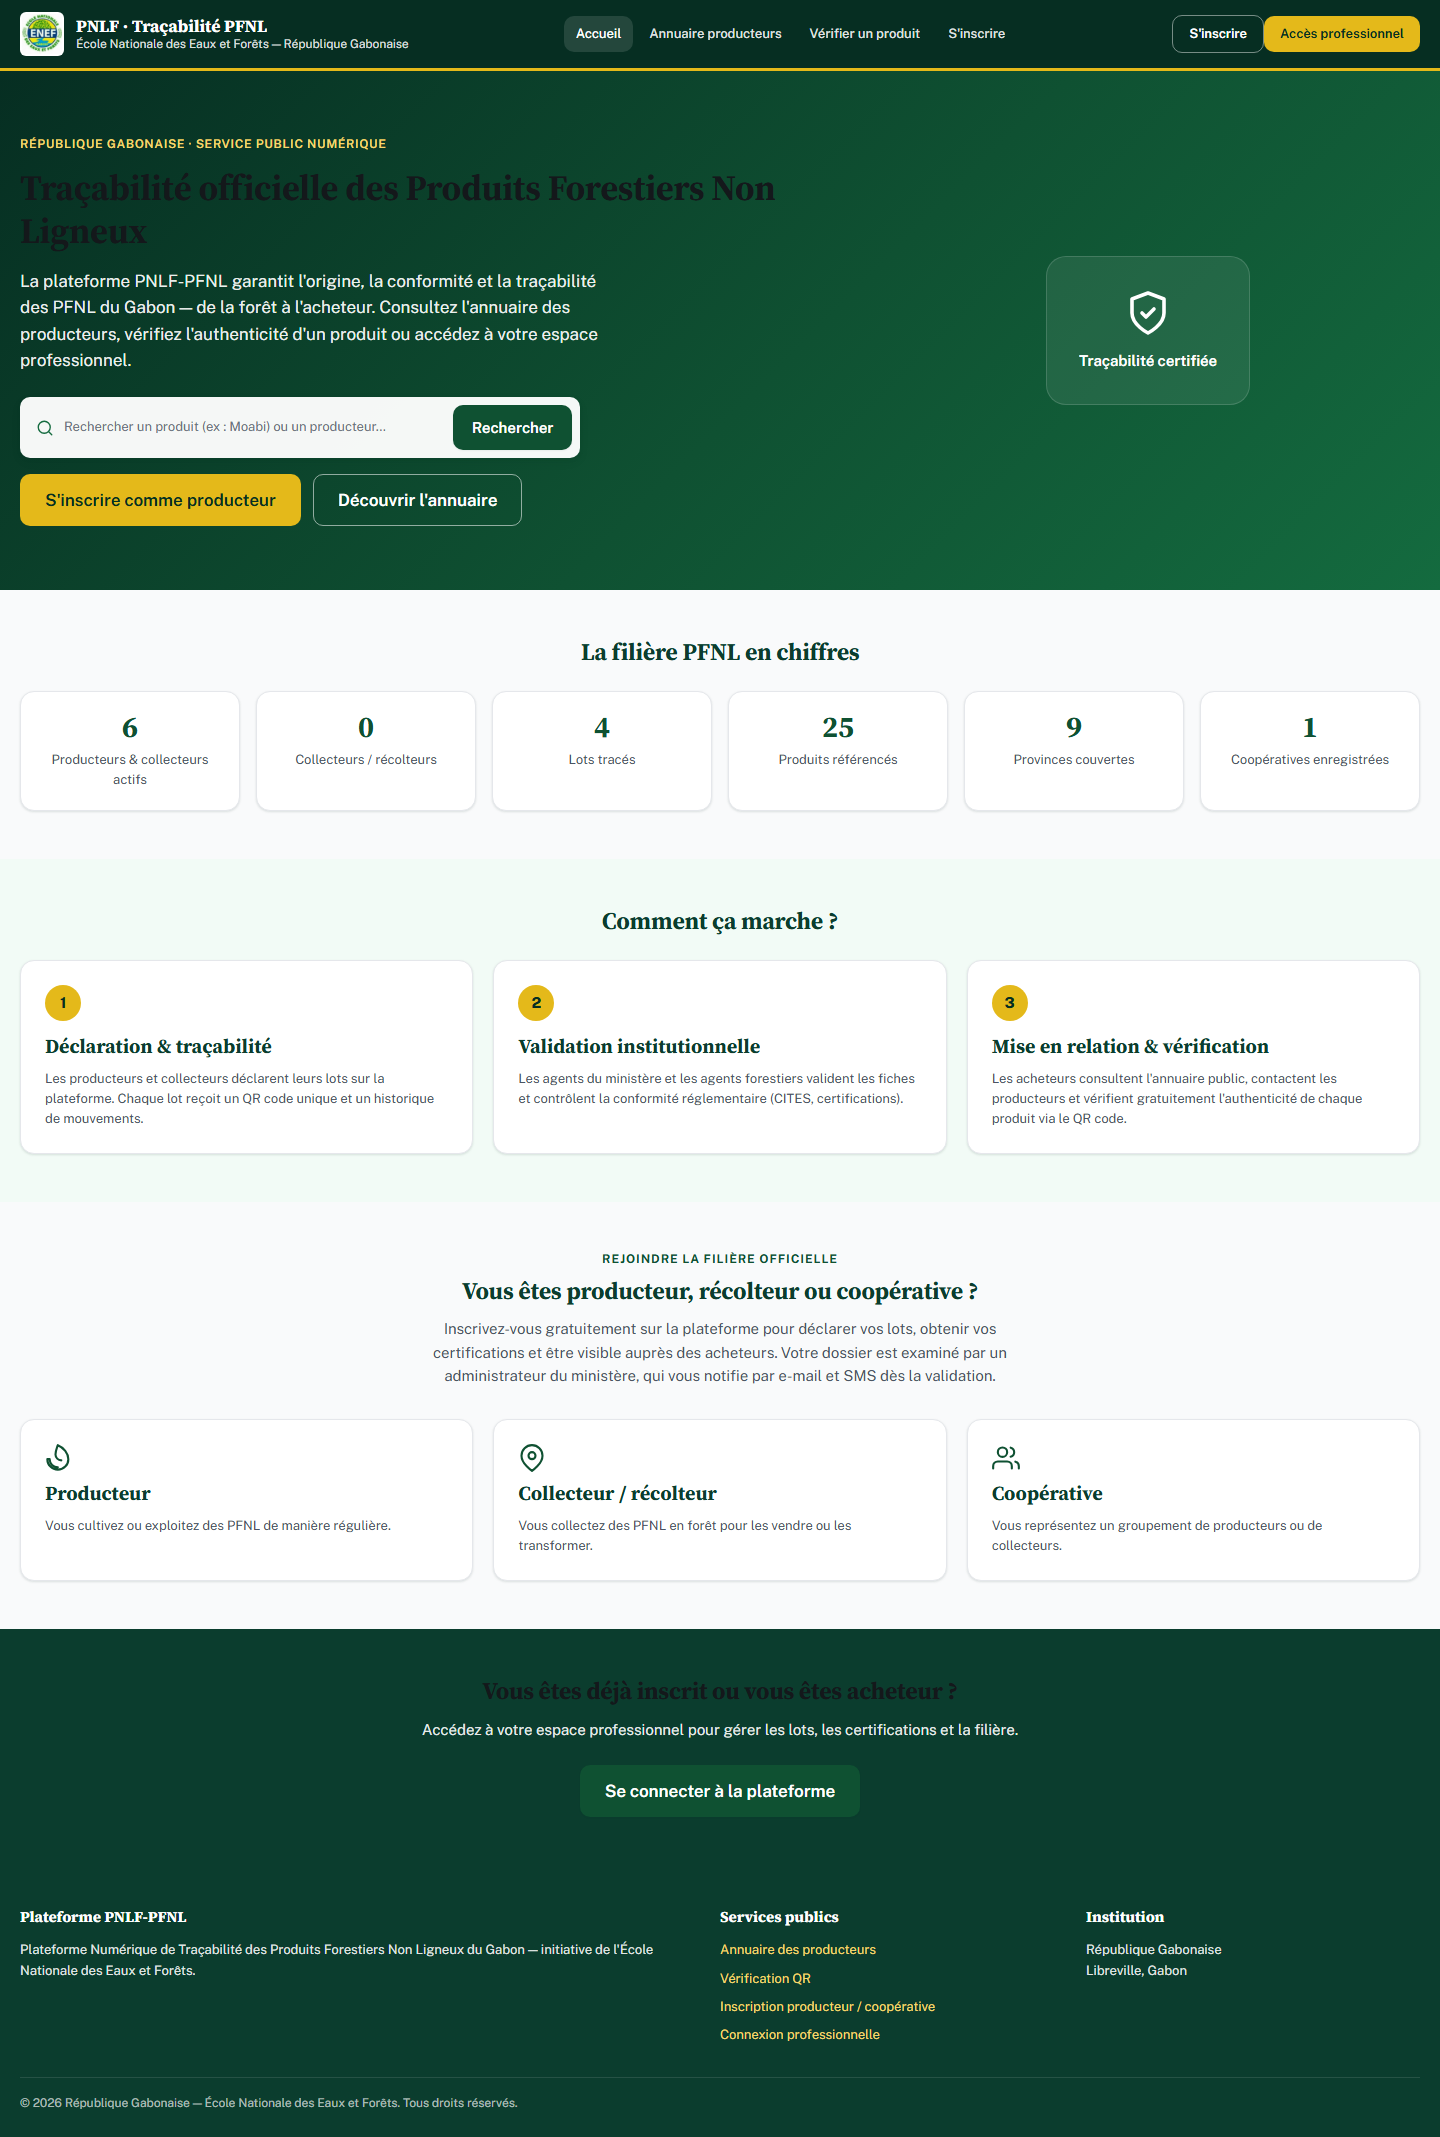 ENEF
PNLF · Traçabilité PFNL
École Nationale des Eaux et Forêts — République Gabonaise
Accueil
Annuaire producteurs
Vérifier un produit
S'inscrire
S'inscrire
Accès professionnel
RÉPUBLIQUE GABONAISE · SERVICE PUBLIC NUMÉRIQUE
Traçabilité officielle des Produits Forestiers Non
Ligneux
La plateforme PNLF-PFNL garantit l'origine, la conformité et la traçabilité
des PFNL du Gabon — de la forêt à l'acheteur. Consultez l'annuaire des
producteurs, vérifiez l'authenticité d'un produit ou accédez à votre espace
professionnel.
Rechercher un produit (ex : Moabi) ou un producteur...
Rechercher
S'inscrire comme producteur
Découvrir l'annuaire
Traçabilité certifiée
La filière PFNL en chiffres
6
Producteurs & collecteurs
actifs
0
Collecteurs / récolteurs
4
Lots tracés
25
Produits référencés
9
Provinces couvertes
1
Coopératives enregistrées
Comment ça marche ?
1
Déclaration & traçabilité
Les producteurs et collecteurs déclarent leurs lots sur la
plateforme. Chaque lot reçoit un QR code unique et un historique
de mouvements.
2
Validation institutionnelle
Les agents du ministère et les agents forestiers valident les fiches
et contrôlent la conformité réglementaire (CITES, certifications).
3
Mise en relation & vérification
Les acheteurs consultent l'annuaire public, contactent les
producteurs et vérifient gratuitement l'authenticité de chaque
produit via le QR code.
REJOINDRE LA FILIÈRE OFFICIELLE
Vous êtes producteur, récolteur ou coopérative ?
Inscrivez-vous gratuitement sur la plateforme pour déclarer vos lots, obtenir vos
certifications et être visible auprès des acheteurs. Votre dossier est examiné par un
administrateur du ministère, qui vous notifie par e-mail et SMS dès la validation.
Producteur
Vous cultivez ou exploitez des PFNL de manière régulière.
Collecteur / récolteur
Vous collectez des PFNL en forêt pour les vendre ou les
transformer.
Coopérative
Vous représentez un groupement de producteurs ou de
collecteurs.
Vous êtes déjà inscrit ou vous êtes acheteur ?
Accédez à votre espace professionnel pour gérer les lots, les certifications et la filière.
Se connecter à la plateforme
Plateforme PNLF-PFNL
Plateforme Numérique de Traçabilité des Produits Forestiers Non Ligneux du Gabon — initiative de l'École
Nationale des Eaux et Forêts.
Services publics
Annuaire des producteurs
Vérification QR
Inscription producteur / coopérative
Connexion professionnelle
Institution
République Gabonaise
Libreville, Gabon
© 2026 République Gabonaise — École Nationale des Eaux et Forêts. Tous droits réservés.